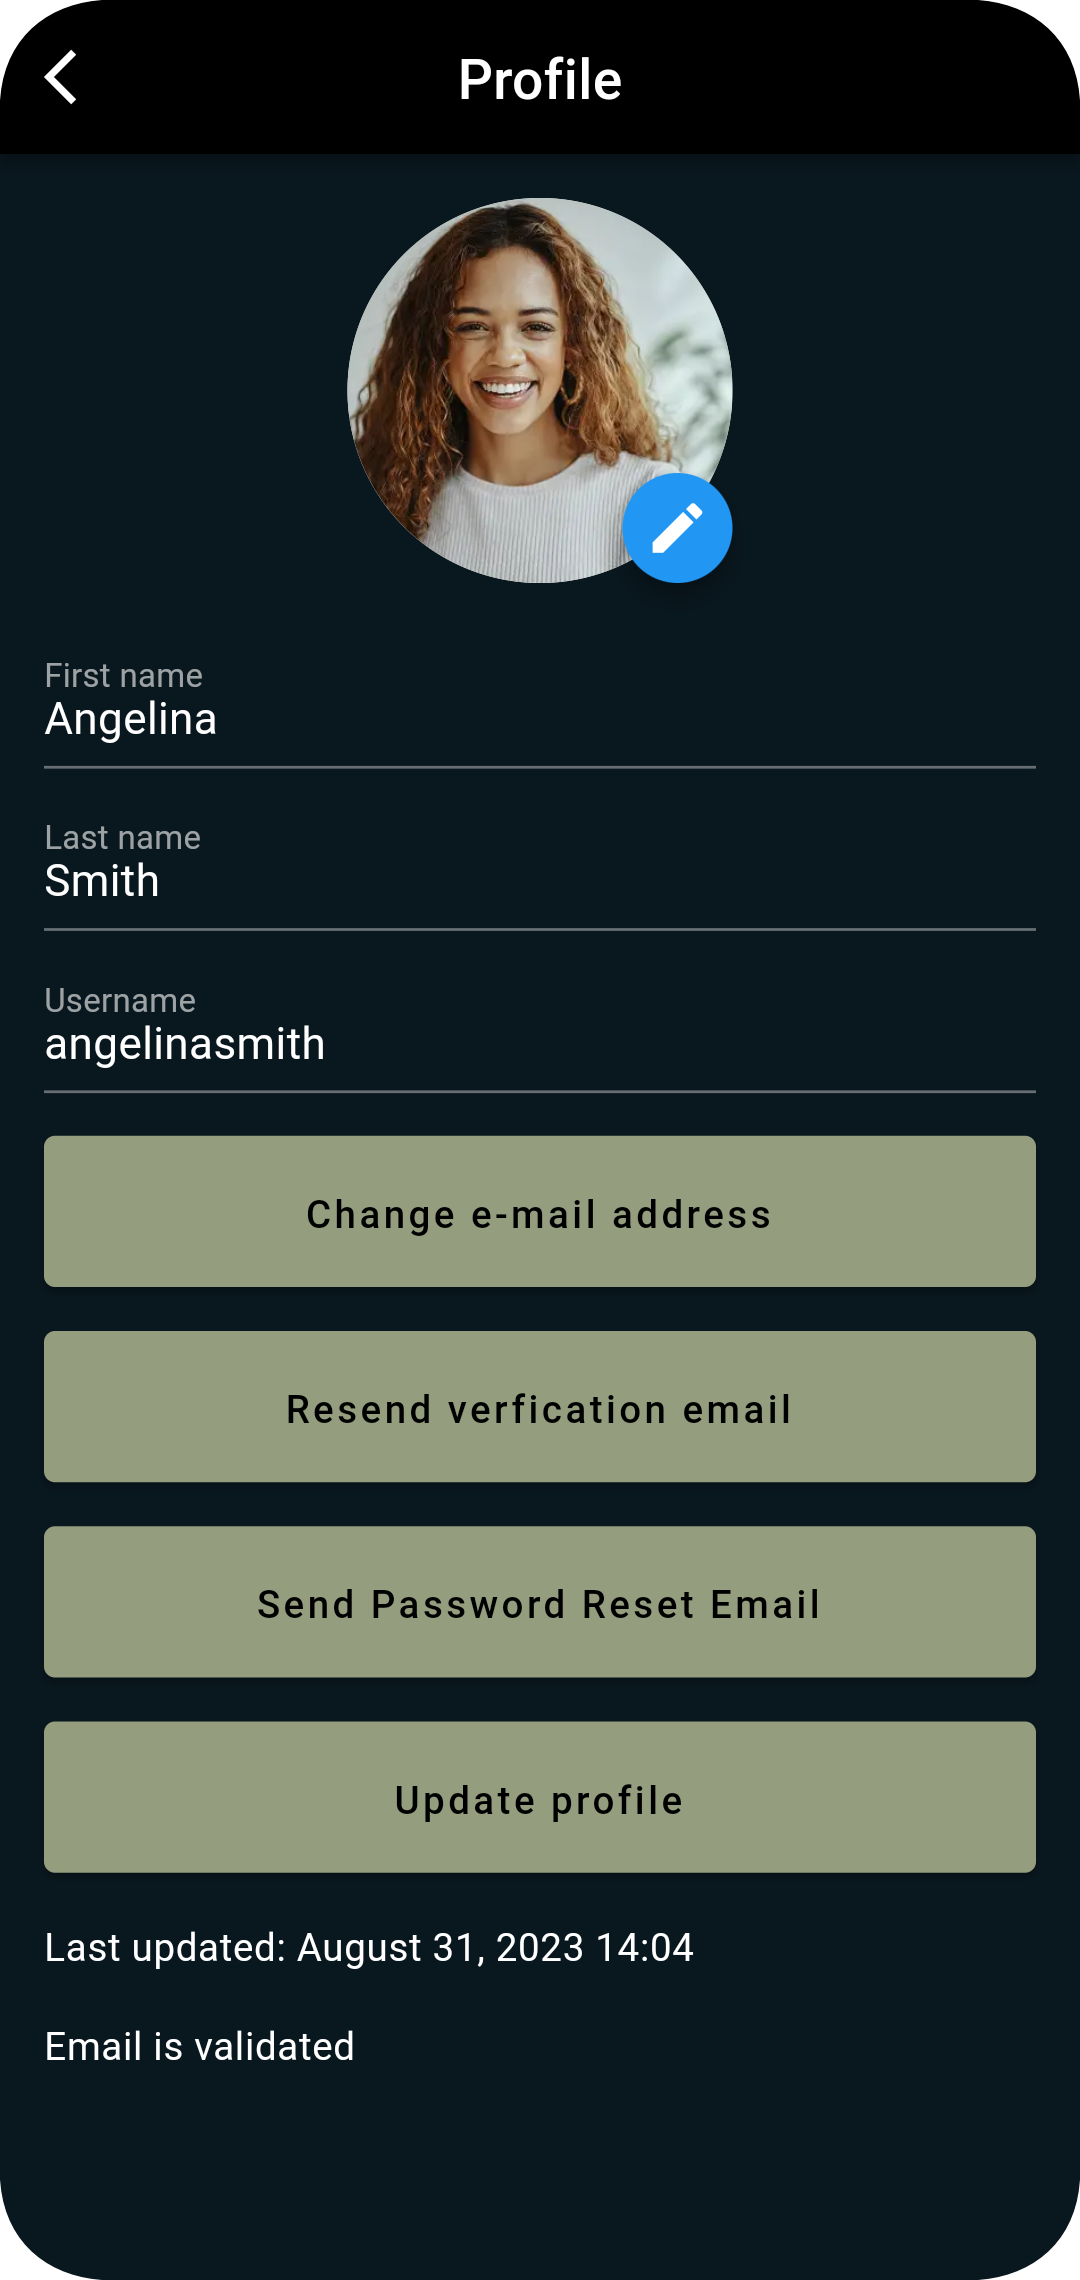 Profile
First name
Angelina
Last name
Smith
Username
angelinasmith
Change e-mail address
Resend verfication email
Send Password Reset Email
Update profile
Last updated: August 31, 2023 14:04
Email is validated